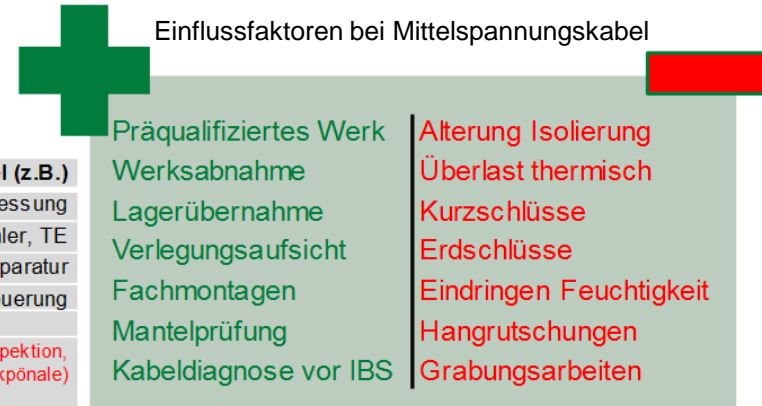 Einflussfaktoren bei Mittelspannungskabel
Präqualifiziertes Werk
Werksabnahme
Lagerübernahme
Verlegungsaufsicht
Fachmontagen
Mantelprüfung
Kabeldiagnose vor IBS
Alterung Isolierung
Überlast thermisch
Kurzschlüsse
Erdschlüsse
Eindringen Feuchtigkeit
Hangrutschungen
Grabungsarbeiten
(z.B.)
TE